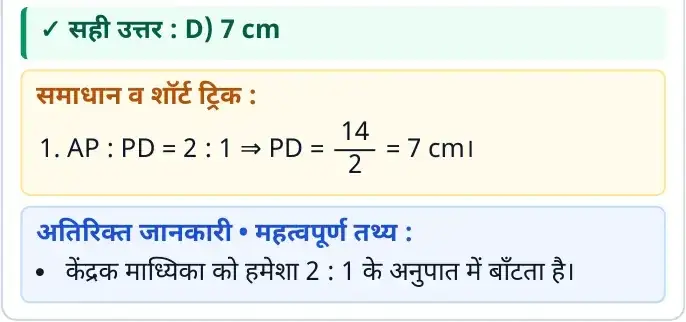 ✓ सही उत्तर : D) 7 cm
समाधान व शॉर्ट ट्रिक :
1. AP : PD = 2 : 1 ⇒ PD = 14/2 = 7 cm।
अतिरिक्त जानकारी • महत्वपूर्ण तथ्य :
• केंद्रक माध्यिका को हमेशा 2 : 1 के अनुपात में बाँटता है।